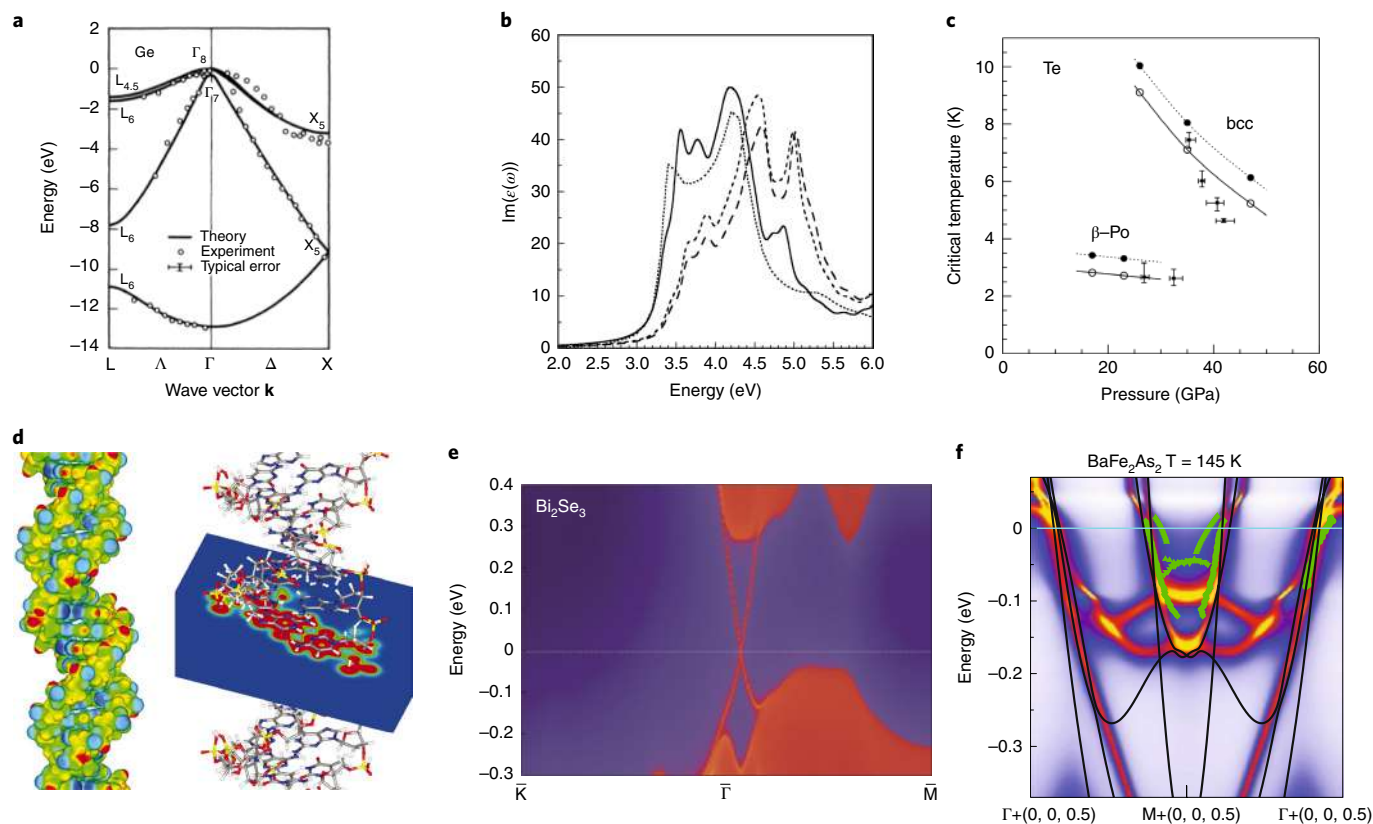 a
2
0
−2
−4
−6
−8
−10
−12
−14
Energy (eV)
Ge
Γ8
L4.5
Γ7
L6
X5
L6
X5
L6
Theory
Experiment
Typical error
L Λ Γ Δ X
Wave vector k
b
60
50
40
30
20
10
0
Im(ε(ω))
2.0 2.5 3.0 3.5 4.0 4.5 5.0 5.5 6.0
Energy (eV)
c
10
8
6
4
2
0
Critical temperature (K)
Te
bcc
β–Po
0 20 40 60
Pressure (GPa)
d
e
0.4
0.3
0.2
0.1
0
−0.1
−0.2
−0.3
Energy (eV)
Bi2Se3
K̅ Γ̅ M̅
f
BaFe2As2 T = 145 K
0
−0.1
−0.2
−0.3
Energy (eV)
Γ+(0, 0, 0.5) M+(0, 0, 0.5) Γ+(0, 0, 0.5)